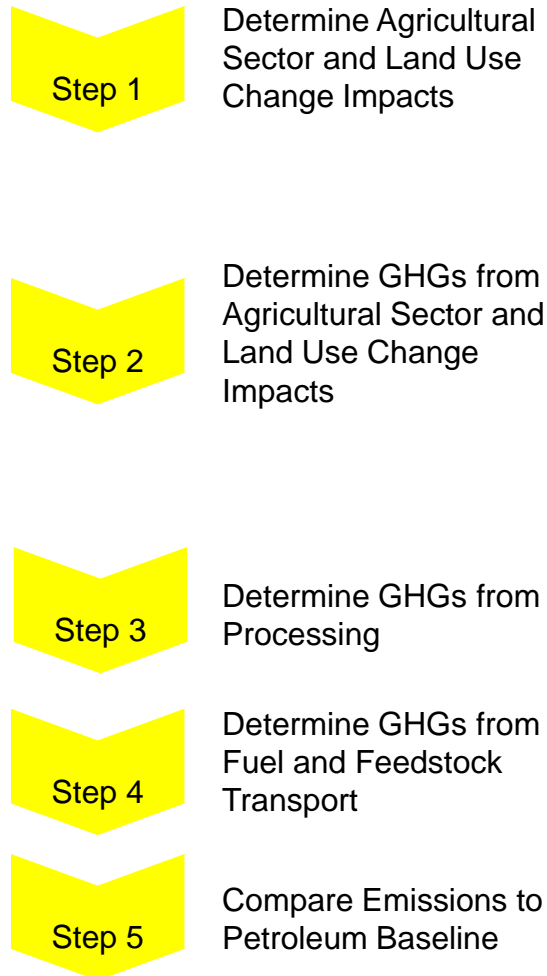 Step 1
Determine Agricultural
Sector and Land Use
Change Impacts
Step 2
Determine GHGs from
Agricultural Sector and
Land Use Change
Impacts
Step 3
Determine GHGs from
Processing
Step 4
Determine GHGs from
Fuel and Feedstock
Transport
Step 5
Compare Emissions to
Petroleum Baseline